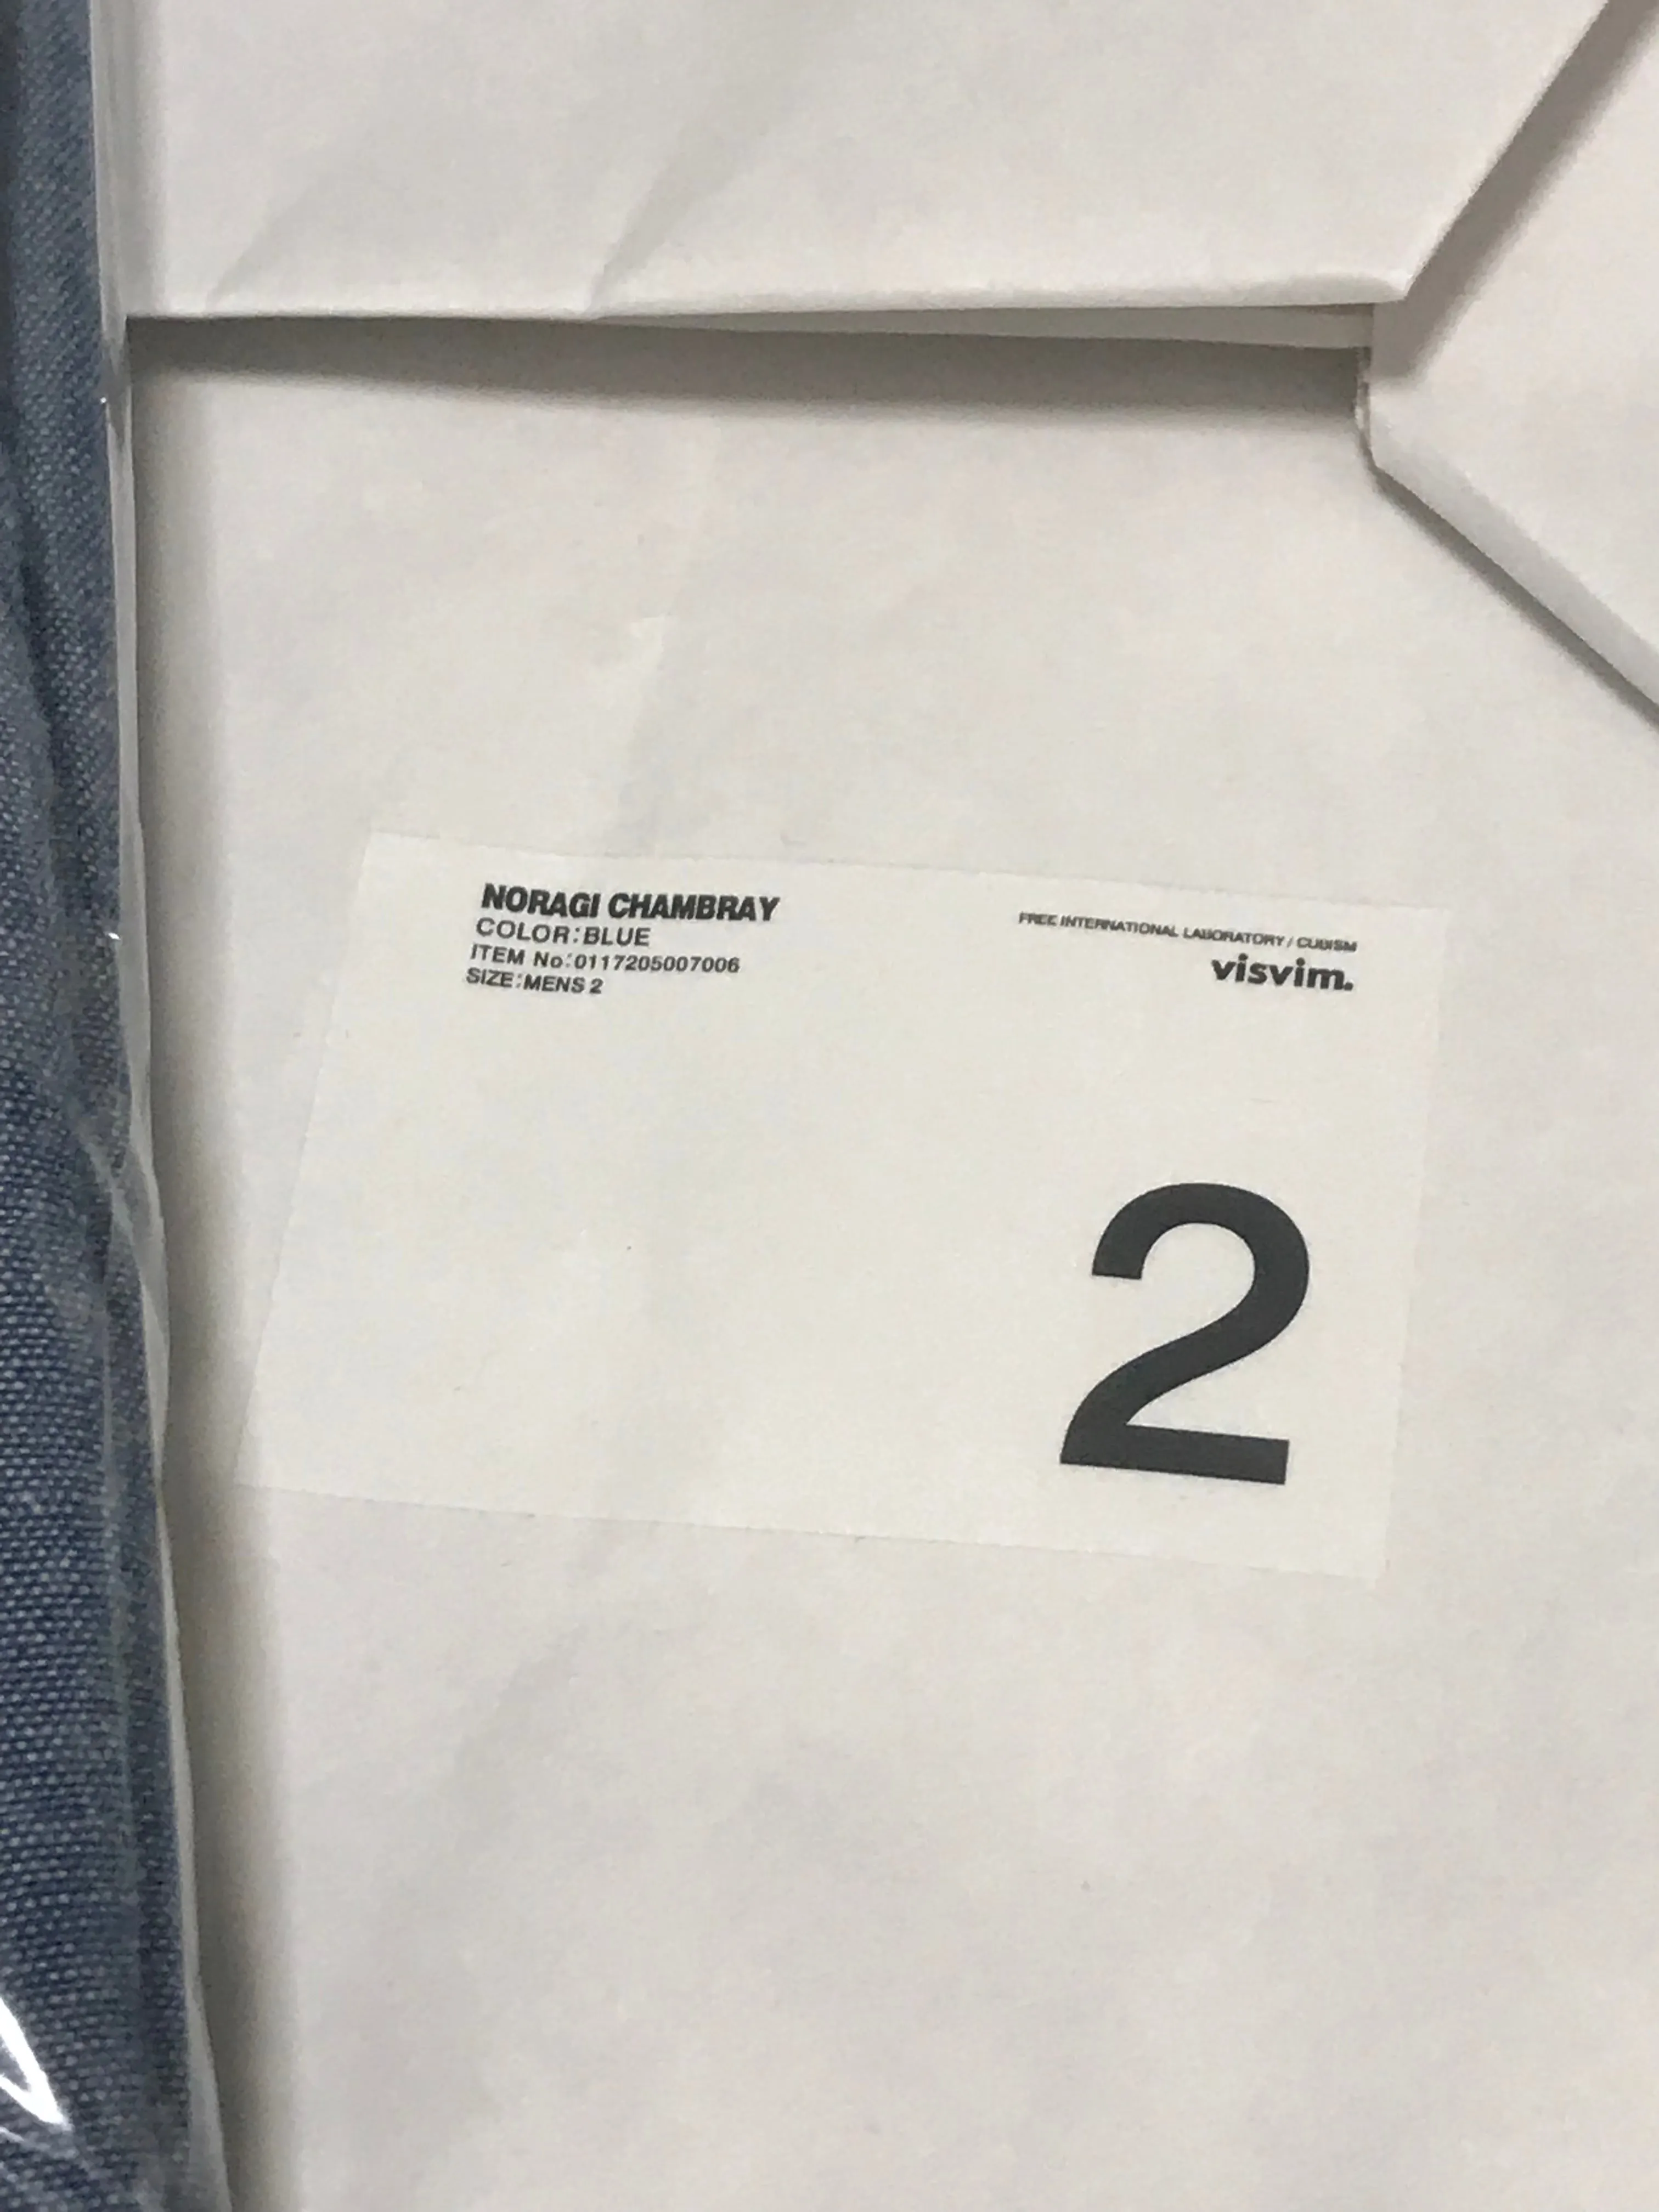 NORAGI CHAMBRAY
COLOR:BLUE
ITEM No:0117205007006
SIZE:MENS 2
FREE INTERNATIONAL LABORATORY / CUBISM
visvim.
2